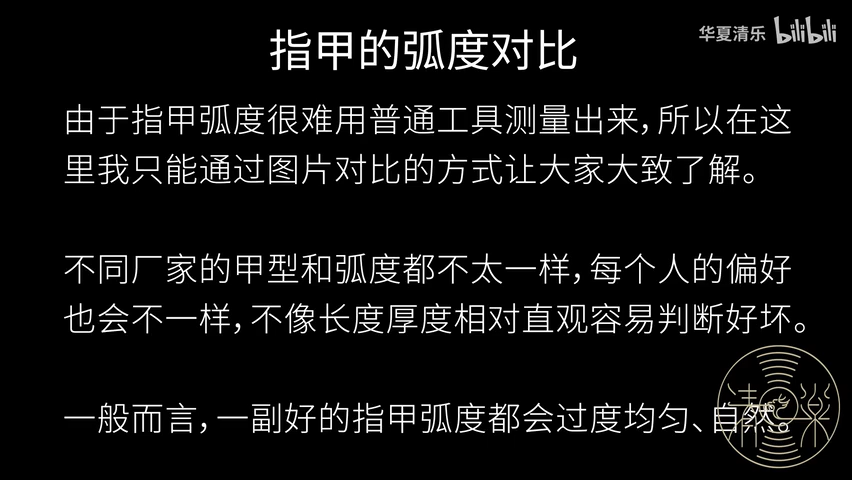 华夏清乐 bilibili
指甲的弧度对比
由于指甲弧度很难用普通工具测量出来，所以在这
里我只能通过图片对比的方式让大家大致了解。
不同厂家的甲型和弧度都不太一样，每个人的偏好
也会不一样，不像长度厚度相对直观容易判断好坏。
一般而言，一副好的指甲弧度都会过度均匀、自然。
清乐